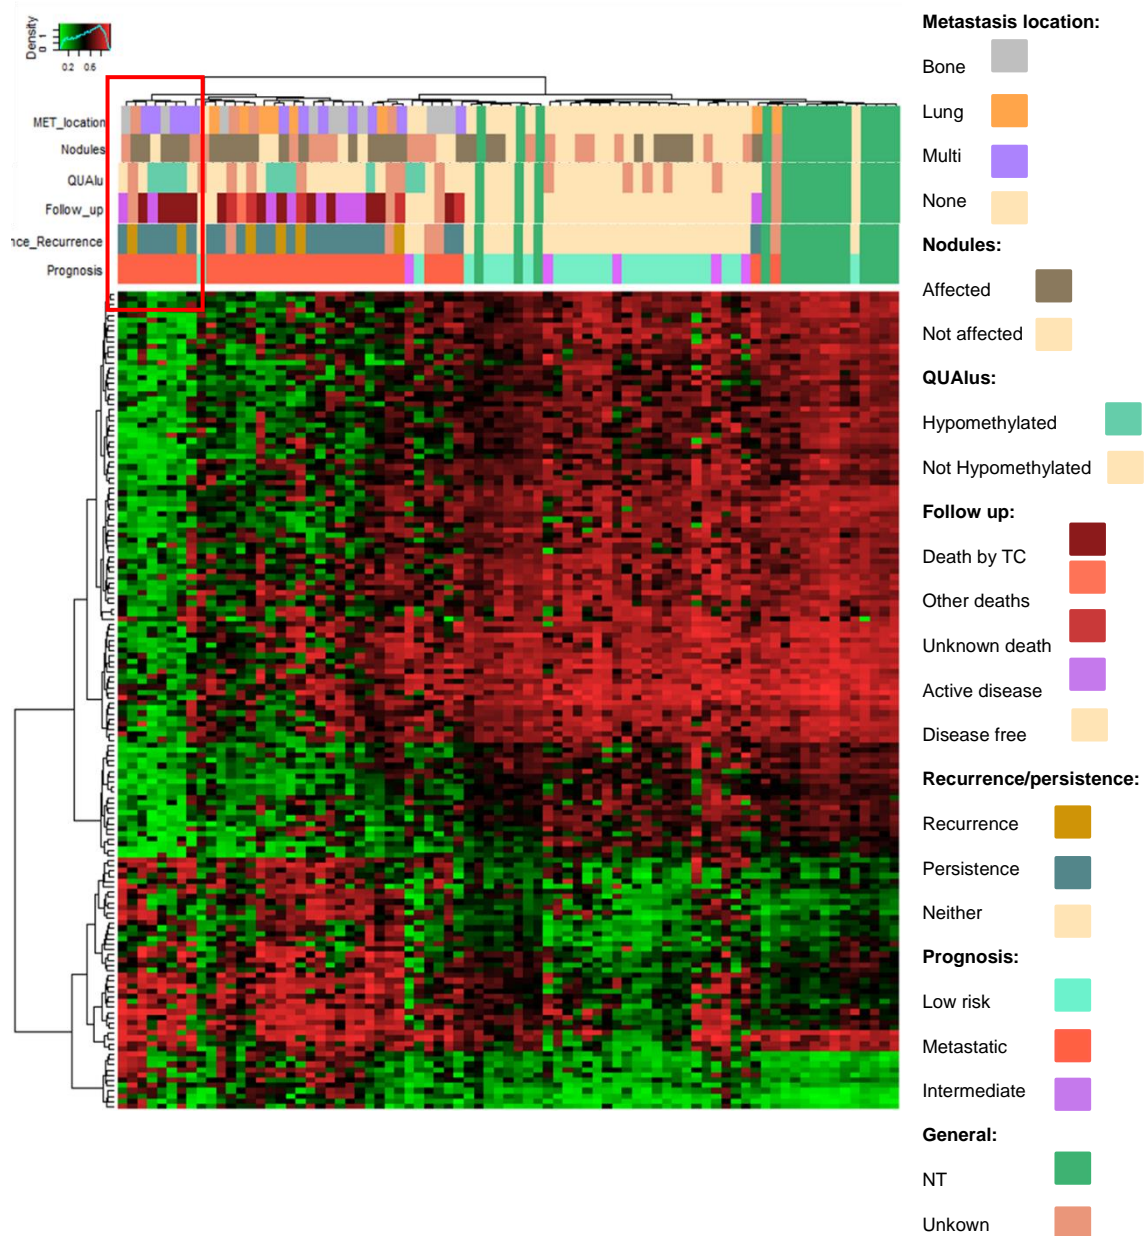 Density
0 1
0.2 0.6
MET_location
Nodules
QUAlu
Follow_up
nce_Recurrence
Prognosis
Metastasis location:
Bone
Lung
Multi
None
Nodules:
Affected
Not affected
QUAlus:
Hypomethylated
Not Hypomethylated
Follow up:
Death by TC
Other deaths
Unknown death
Active disease
Disease free
Recurrence/persistence:
Recurrence
Persistence
Neither
Prognosis:
Low risk
Metastatic
Intermediate
General:
NT
Unkown